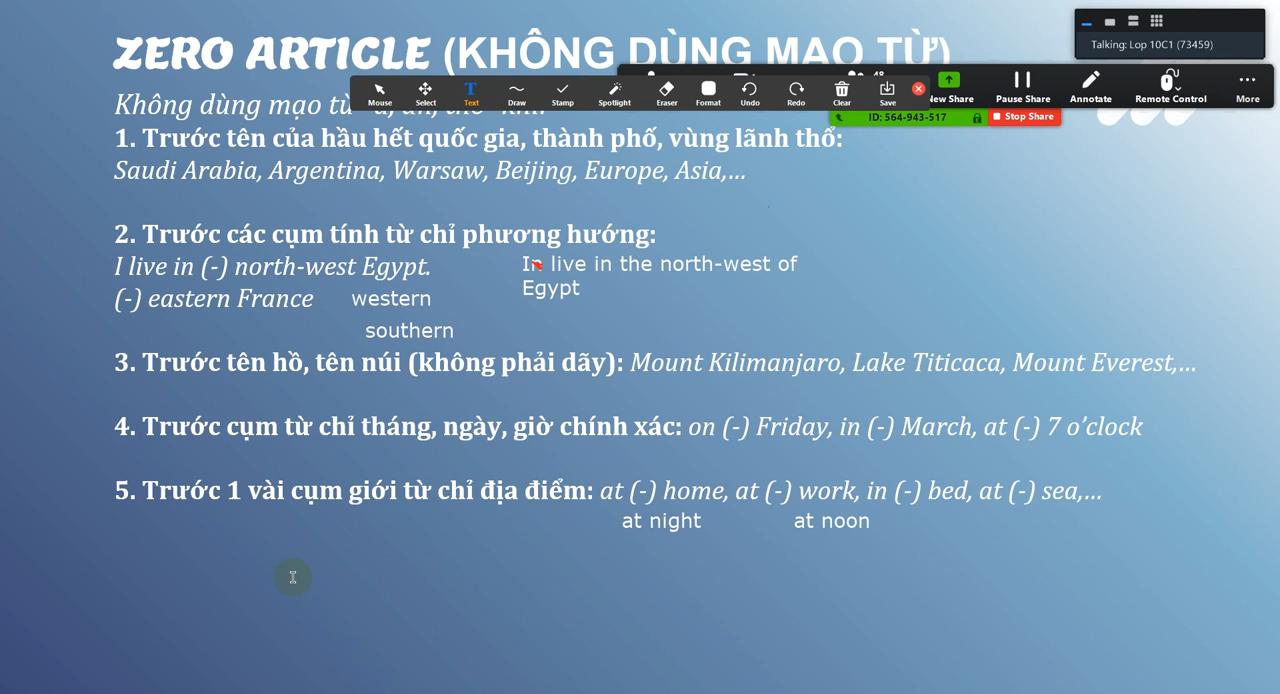 ZERO ARTICLE (KHÔNG DÙNG MẠO TỪ)
Talking: Lop 10C1 (73459)
48
Mouse Select Text Draw Stamp Spotlight Eraser Format Undo Redo Clear Save
New Share Pause Share Annotate Remote Control More
ID: 564-943-517 Stop Share
Không dùng mạo từ
1. Trước tên của hầu hết quốc gia, thành phố, vùng lãnh thổ:
Saudi Arabia, Argentina, Warsaw, Beijing, Europe, Asia,...
2. Trước các cụm tính từ chỉ phương hướng:
I live in (-) north-west Egypt.
In live in the north-west of
Egypt
(-) eastern France
western
southern
3. Trước tên hồ, tên núi (không phải dãy): Mount Kilimanjaro, Lake Titicaca, Mount Everest,...
4. Trước cụm từ chỉ tháng, ngày, giờ chính xác: on (-) Friday, in (-) March, at (-) 7 o’clock
5. Trước 1 vài cụm giới từ chỉ địa điểm: at (-) home, at (-) work, in (-) bed, at (-) sea,...
at night at noon